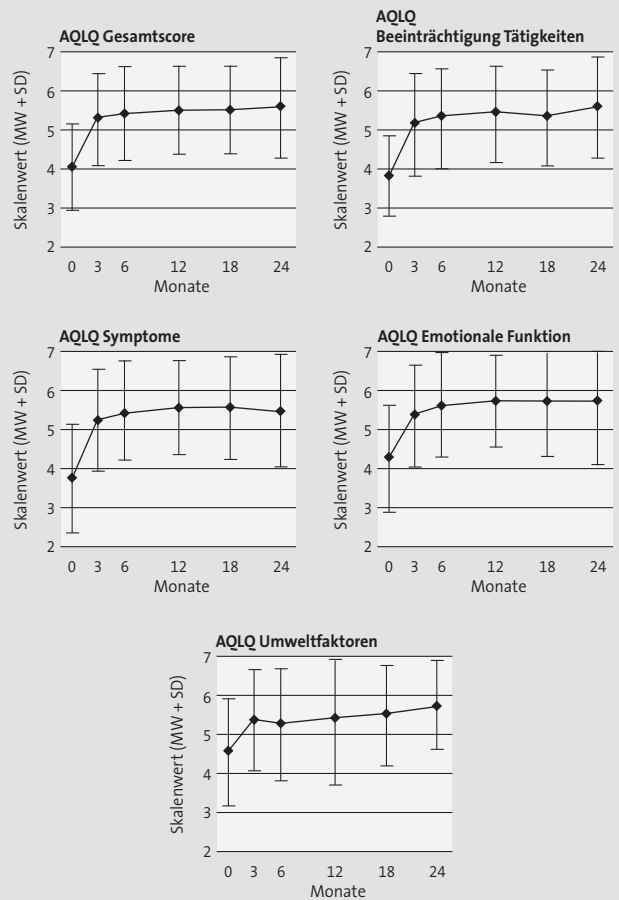 AQLQ Gesamtscore
Skalenwert (MW + SD)
7
6
5
4
3
2
0 3 6 12 18 24
Monate
AQLQ
Beeinträchtigung Tätigkeiten
Skalenwert (MW + SD)
7
6
5
4
3
2
0 3 6 12 18 24
Monate
AQLQ Symptome
Skalenwert (MW + SD)
7
6
5
4
3
2
0 3 6 12 18 24
Monate
AQLQ Emotionale Funktion
Skalenwert (MW + SD)
7
6
5
4
3
2
0 3 6 12 18 24
Monate
AQLQ Umweltfaktoren
Skalenwert (MW + SD)
7
6
5
4
3
2
0 3 6 12 18 24
Monate